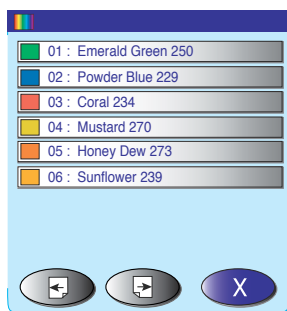 01 : Emerald Green 250
02 : Powder Blue 229
03 : Coral 234
04 : Mustard 270
05 : Honey Dew 273
06 : Sunflower 239
X